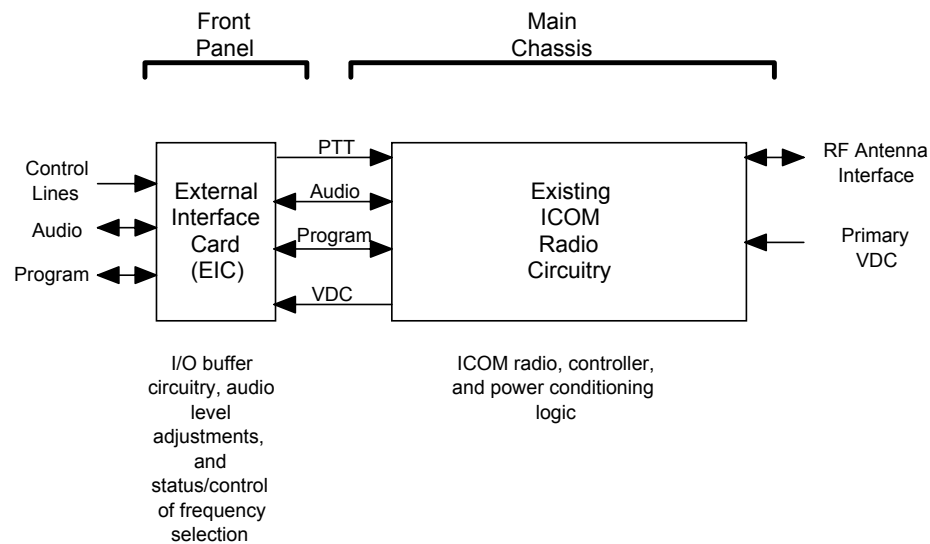 Front
Panel
Main
Chassis
Control
Lines
Audio
Program
External
Interface
Card
(EIC)
PTT
Audio
Program
VDC
Existing
ICOM
Radio
Circuitry
RF Antenna
Interface
Primary
VDC
I/O buffer
circuitry, audio
level
adjustments,
and
status/control
of frequency
selection
ICOM radio, controller,
and power conditioning
logic